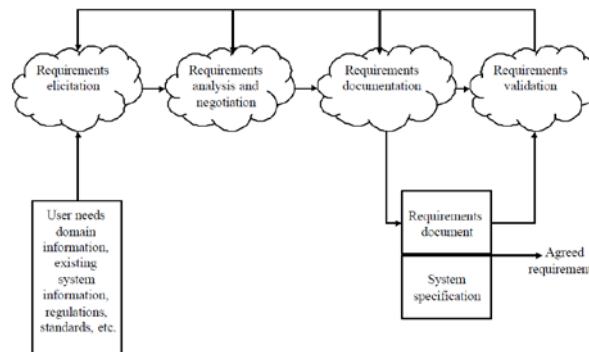 Requirements
elicitation
Requirements
analysis and
negotiation
Requirements
documentation
Requirements
validation
User needs
domain
information,
existing
system
information,
regulations,
standards, etc.
Requirements
document
System
specification
Agreed
requirement